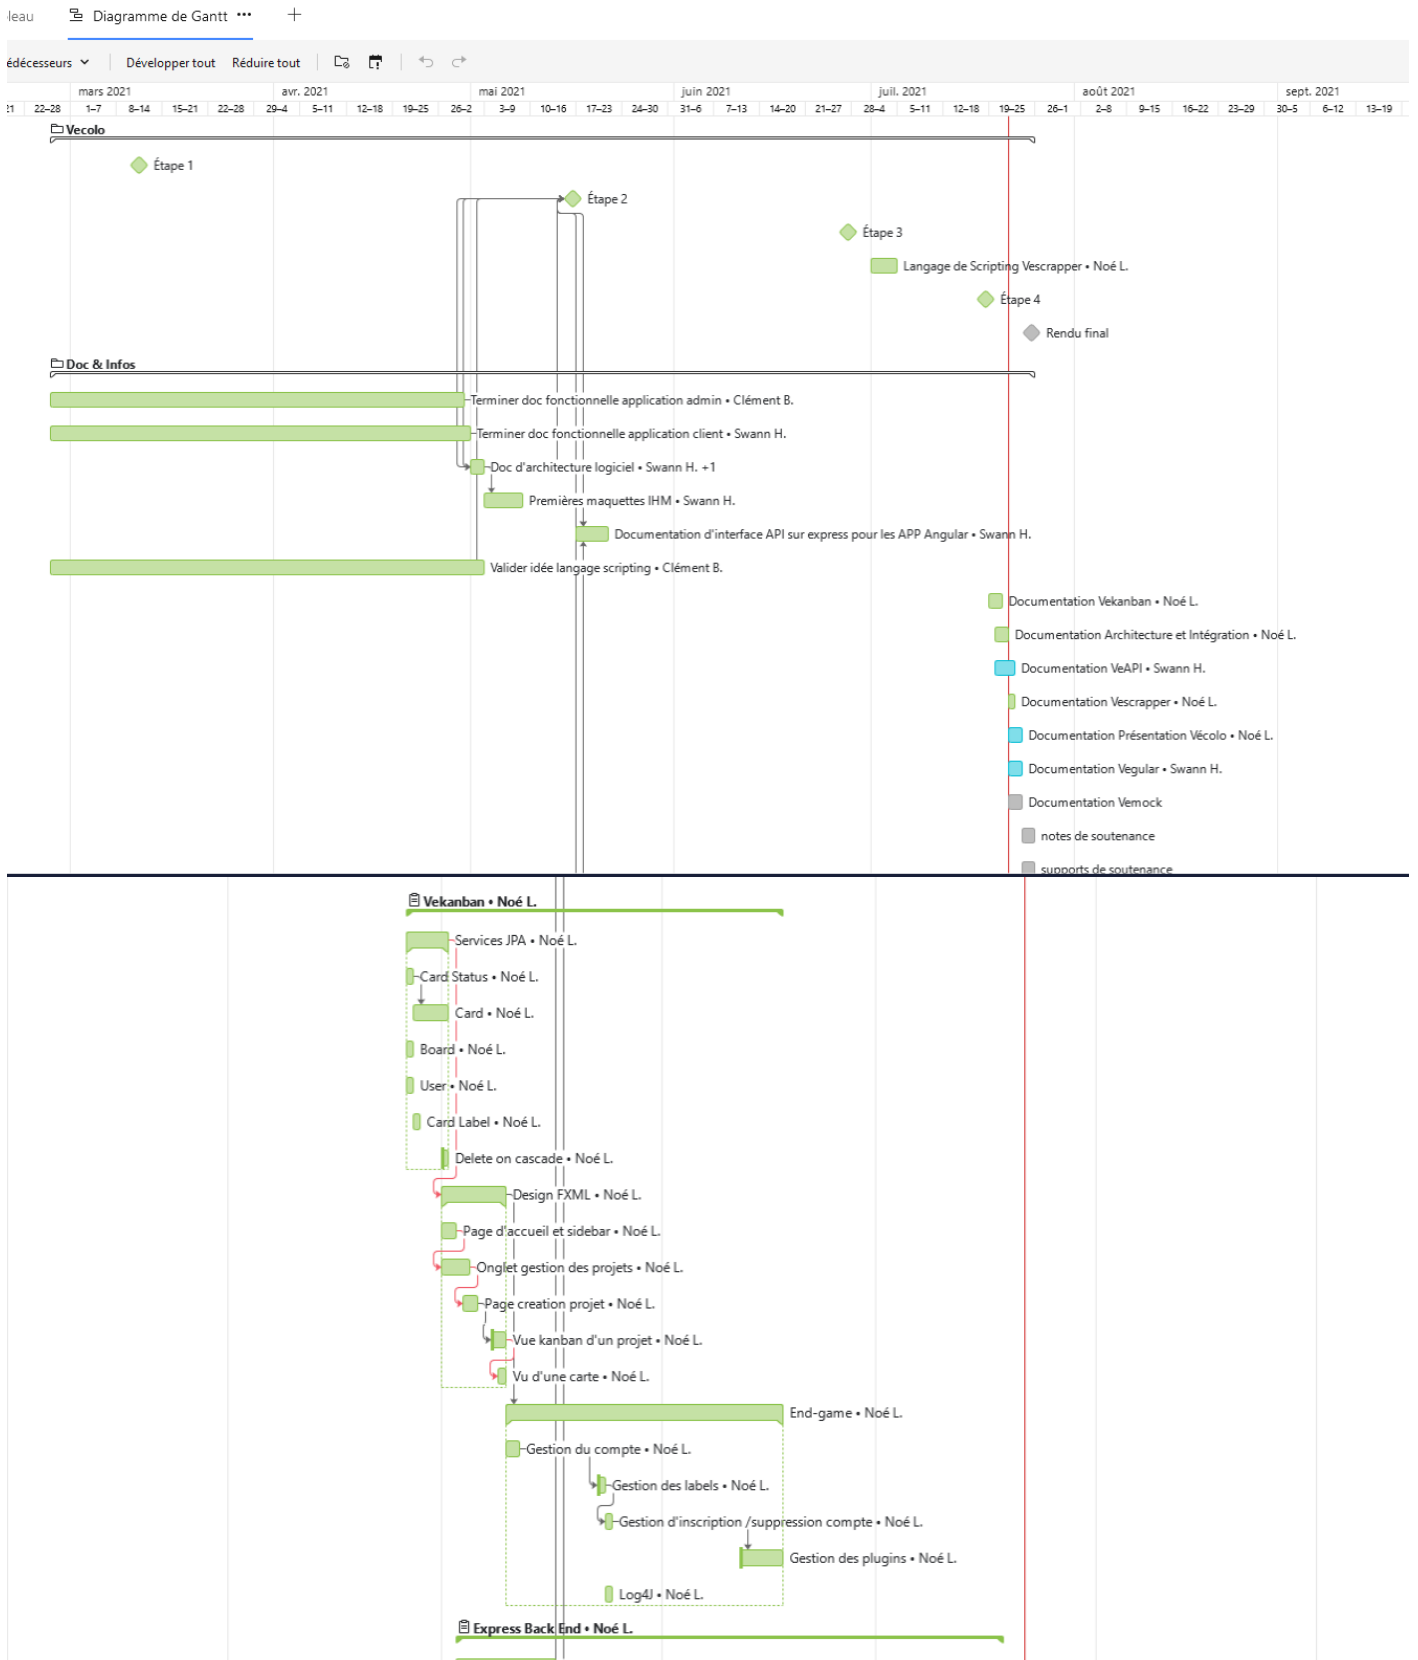 Diagramme de Gantt ··· +
Développer tout Réduire tout
mars 2021 avr. 2021 mai 2021 juin 2021 juil. 2021 août 2021 sept. 2021
22–28 1–7 8–14 15–21 22–28 29–4 5–11 12–18 19–25 26–2 3–9 10–16 17–23 24–30 31–6 7–13 14–20 21–27 28–4 5–11 12–18 19–25 26–1 2–8 9–15 16–22 23–29 30–5 6–12 13–19
Vecolo
Étape 1
Étape 2
Étape 3
Langage de Scripting Vescrapper • Noé L.
Étape 4
Rendu final
Doc & Infos
Terminer doc fonctionnelle application admin • Clément B.
Terminer doc fonctionnelle application client • Swann H.
Doc d'architecture logiciel • Swann H. +1
Premières maquettes IHM • Swann H.
Documentation d'interface API sur express pour les APP Angular • Swann H.
Valider idée langage scripting • Clément B.
Documentation Vekanban • Noé L.
Documentation Architecture et Intégration • Noé L.
Documentation VeAPI • Swann H.
Documentation Vescrapper • Noé L.
Documentation Présentation Vécolo • Noé L.
Documentation Vegular • Swann H.
Documentation Vemock
notes de soutenance
supports de soutenance
Vekanban • Noé L.
Services JPA • Noé L.
Card Status • Noé L.
Card • Noé L.
Board • Noé L.
User • Noé L.
Card Label • Noé L.
Delete on cascade • Noé L.
Design FXML • Noé L.
Page d'accueil et sidebar • Noé L.
Onglet gestion des projets • Noé L.
Page creation projet • Noé L.
Vue kanban d'un projet • Noé L.
Vu d'une carte • Noé L.
End-game • Noé L.
Gestion du compte • Noé L.
Gestion des labels • Noé L.
Gestion d'inscription /suppression compte • Noé L.
Gestion des plugins • Noé L.
Log4J • Noé L.
Express Back End • Noé L.